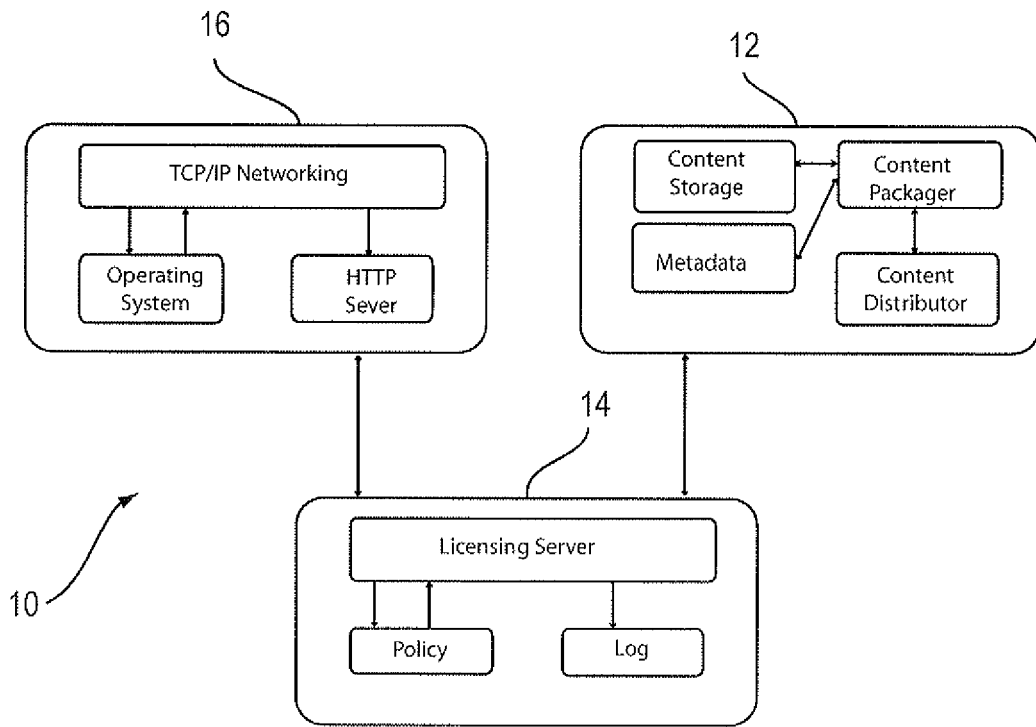 16
12
TCP/IP Networking
Operating
System
HTTP
Sever
Content
Storage
Content
Packager
Metadata
Content
Distributor
14
Licensing Server
Policy
Log
10